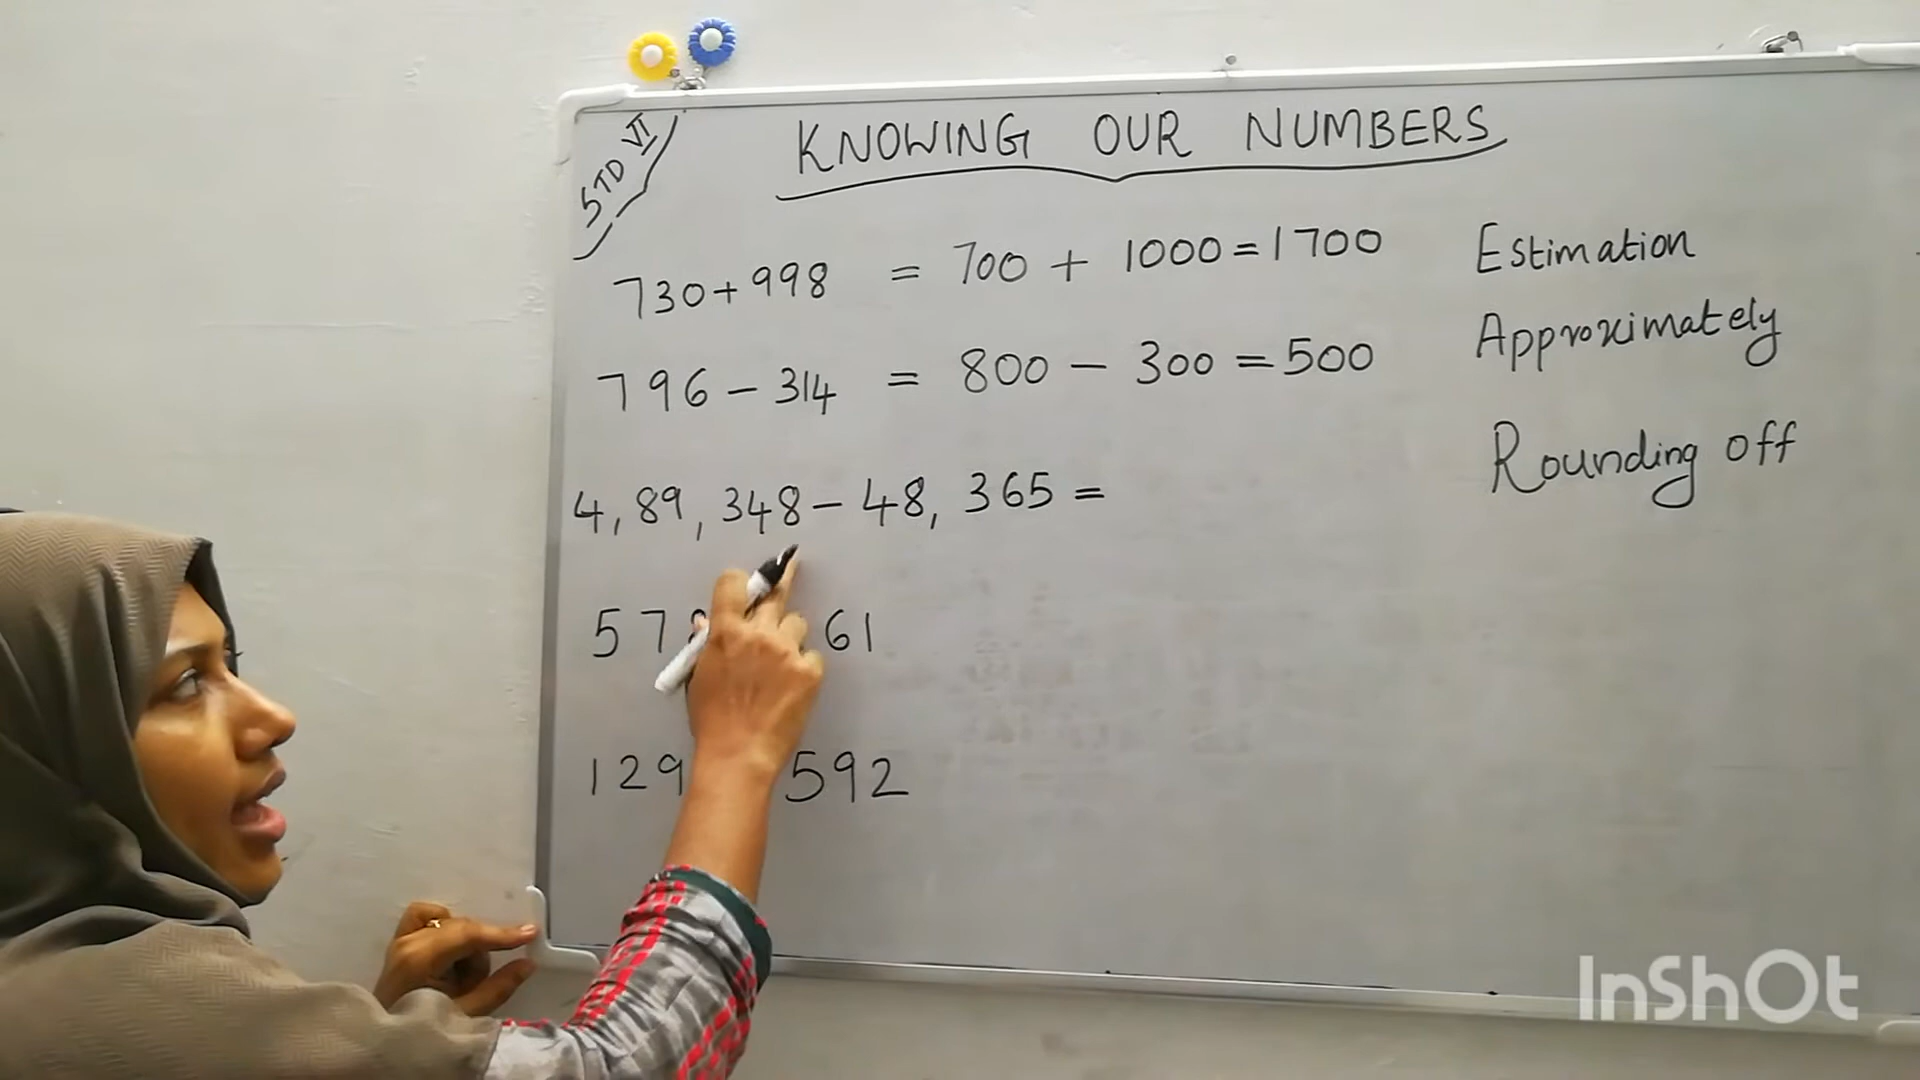 STD VI
KNOWING OUR NUMBERS
730+998 = 700 + 1000=1700
Estimation
796-314 = 800 - 300 =500
Approximately
4,89,348-48,365=
Rounding off
57 61
129 592
InShOt